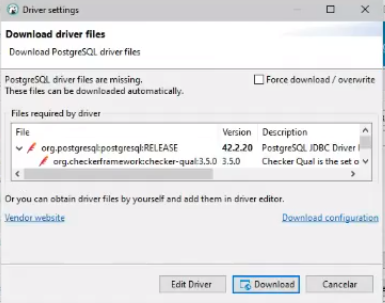 Driver settings
Download driver files
Download PostgreSQL driver files
PostgreSQL driver files are missing.
These files can be downloaded automatically.
Force download / overwrite
Files required by driver
File Version Description
org.postgresql:postgresql:RELEASE 42.2.20 PostgreSQL JDBC Driver
org.checkerframework:checker-qual:3.5.0 3.5.0 Checker Qual is the set o
Or you can obtain driver files by yourself and add them in driver editor.
Vendor website Download configuration
Edit Driver Download Cancelar